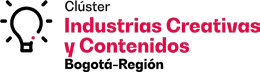 Clúster
Industrias Creativas
y Contenidos
Bogotá-Región